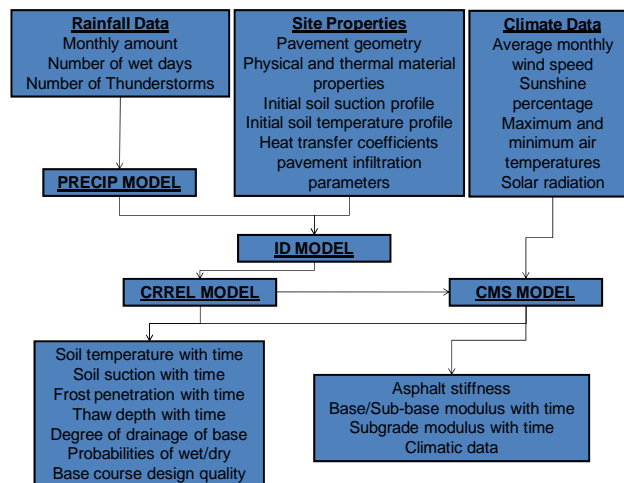 Rainfall Data
Monthly amount
Number of wet days
Number of Thunderstorms
Site Properties
Pavement geometry
Physical and thermal material
properties
Initial soil suction profile
Initial soil temperature profile
Heat transfer coefficients
pavement infiltration
parameters
Climate Data
Average monthly
wind speed
Sunshine
percentage
Maximum and
minimum air
temperatures
Solar radiation
PRECIP MODEL
ID MODEL
CRREL MODEL
CMS MODEL
Soil temperature with time
Soil suction with time
Frost penetration with time
Thaw depth with time
Degree of drainage of base
Probabilities of wet/dry
Base course design quality
Asphalt stiffness
Base/Sub-base modulus with time
Subgrade modulus with time
Climatic data